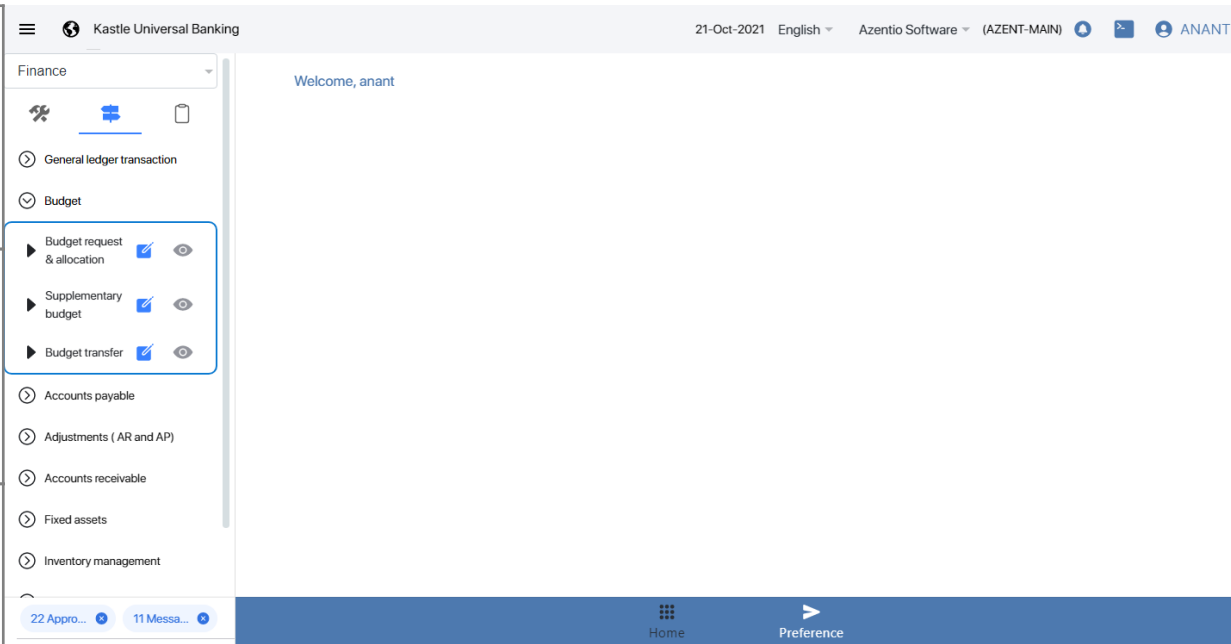 Kastle Universal Banking
21-Oct-2021 English Azentio Software (AZENT-MAIN) ANANT
Finance
Welcome, anant
General ledger transaction
Budget
Budget request
& allocation
Supplementary
budget
Budget transfer
Accounts payable
Adjustments ( AR and AP)
Accounts receivable
Fixed assets
Inventory management
22 Appro... 11 Messa...
Home Preference